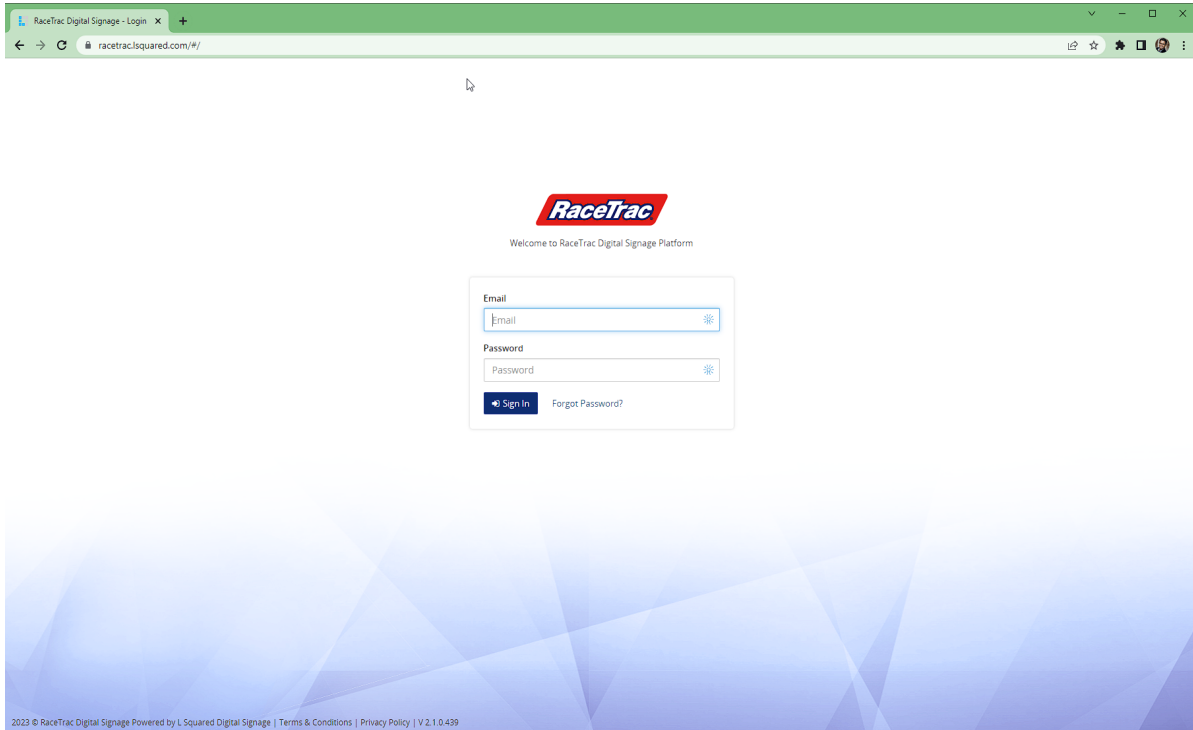 RaceTrac Digital Signage - Login
racetrac.lsquared.com/#/
RaceTrac
Welcome to RaceTrac Digital Signage Platform
Email
Email
Password
Password
Sign In
Forgot Password?
2023 © RaceTrac Digital Signage Powered by L Squared Digital Signage | Terms & Conditions | Privacy Policy | V 2.1.0.439